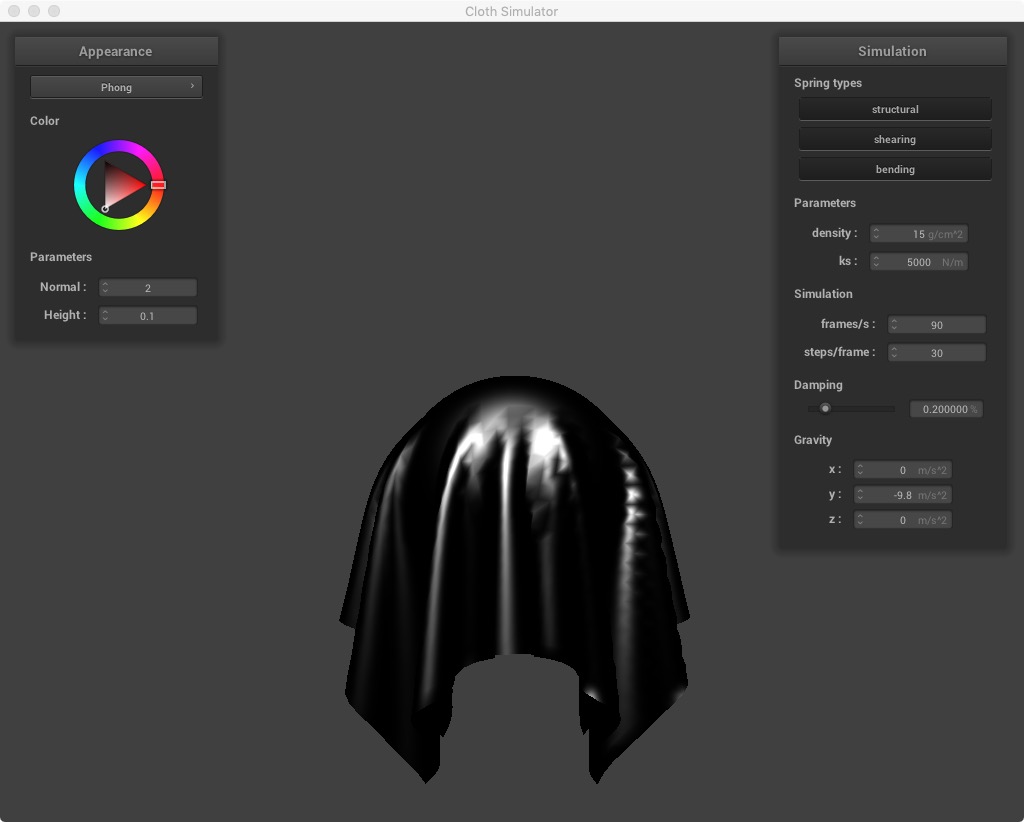 Cloth Simulator
Appearance
Phong
Color
Parameters
Normal : 2
Height : 0.1
Simulation
Spring types
structural
shearing
bending
Parameters
density : 15 g/cm^2
ks : 5000 N/m
Simulation
frames/s : 90
steps/frame : 30
Damping
0.200000 %
Gravity
x : 0 m/s^2
y : -9.8 m/s^2
z : 0 m/s^2